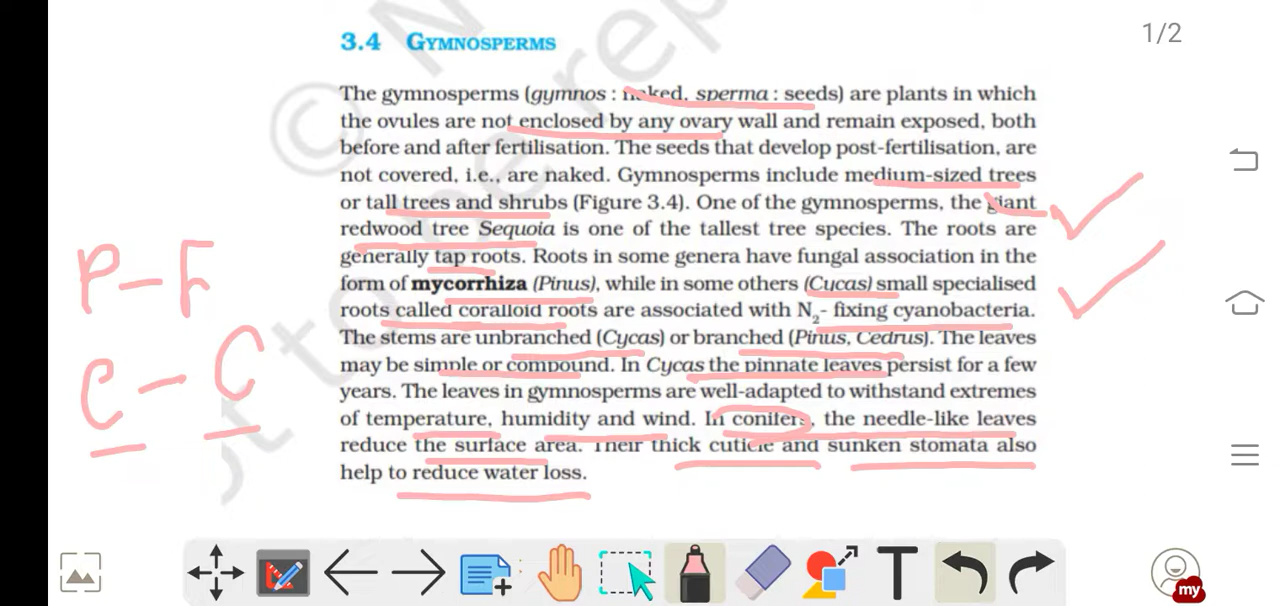 1/2
3.4 GYMNOSPERMS
The gymnosperms (gymnos : naked, sperma : seeds) are plants in which
the ovules are not enclosed by any ovary wall and remain exposed, both
before and after fertilisation. The seeds that develop post-fertilisation, are
not covered, i.e., are naked. Gymnosperms include medium-sized trees
or tall trees and shrubs (Figure 3.4). One of the gymnosperms, the giant
redwood tree Sequoia is one of the tallest tree species. The roots are
generally tap roots. Roots in some genera have fungal association in the
form of mycorrhiza (Pinus), while in some others (Cycas) small specialised
roots called coralloid roots are associated with N₂- fixing cyanobacteria.
The stems are unbranched (Cycas) or branched (Pinus, Cedrus). The leaves
may be simple or compound. In Cycas the pinnate leaves persist for a few
years. The leaves in gymnosperms are well-adapted to withstand extremes
of temperature, humidity and wind. In conifers, the needle-like leaves
reduce the surface area. Their thick cuticle and sunken stomata also
help to reduce water loss.
P – F
C – C
T
my